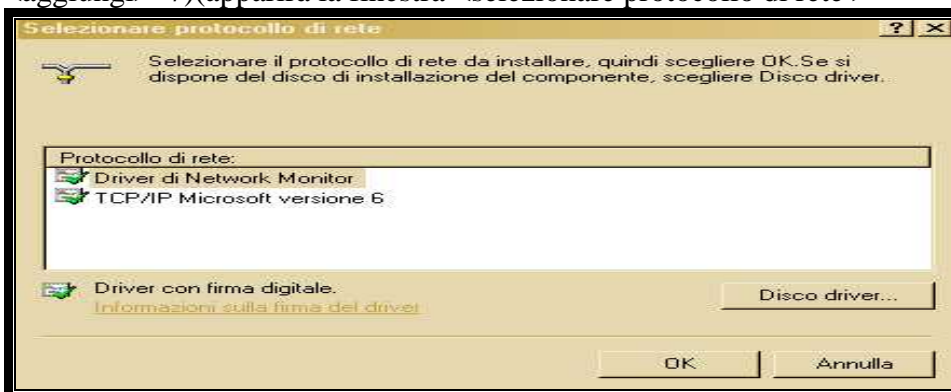 Selezionare protocollo di rete
Selezionare il protocollo di rete da installare, quindi scegliere OK.Se si
dispone del disco di installazione del componente, scegliere Disco driver.
Protocollo di rete:
Driver di Network Monitor
TCP/IP Microsoft versione 6
Driver con firma digitale.
Informazioni sulla firma del driver
Disco driver...
OK
Annulla